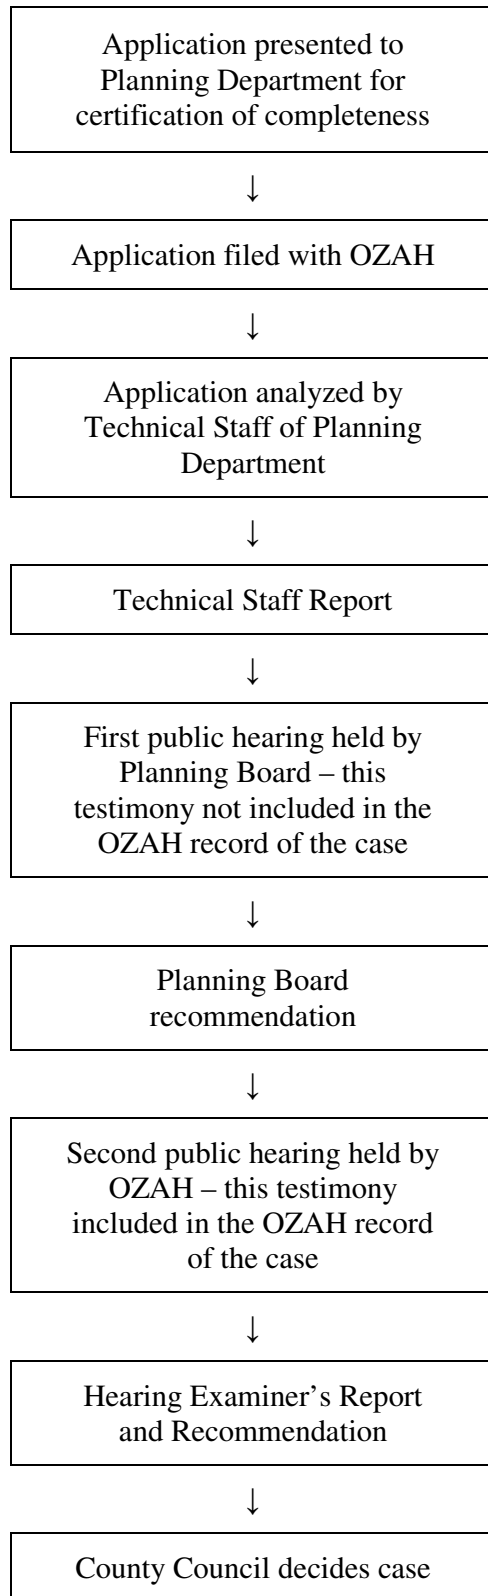 Application presented to
Planning Department for
certification of completeness
↓
Application filed with OZAH
↓
Application analyzed by
Technical Staff of Planning
Department
↓
Technical Staff Report
↓
First public hearing held by
Planning Board – this
testimony not included in the
OZAH record of the case
↓
Planning Board
recommendation
↓
Second public hearing held by
OZAH – this testimony
included in the OZAH record
of the case
↓
Hearing Examiner’s Report
and Recommendation
↓
County Council decides case